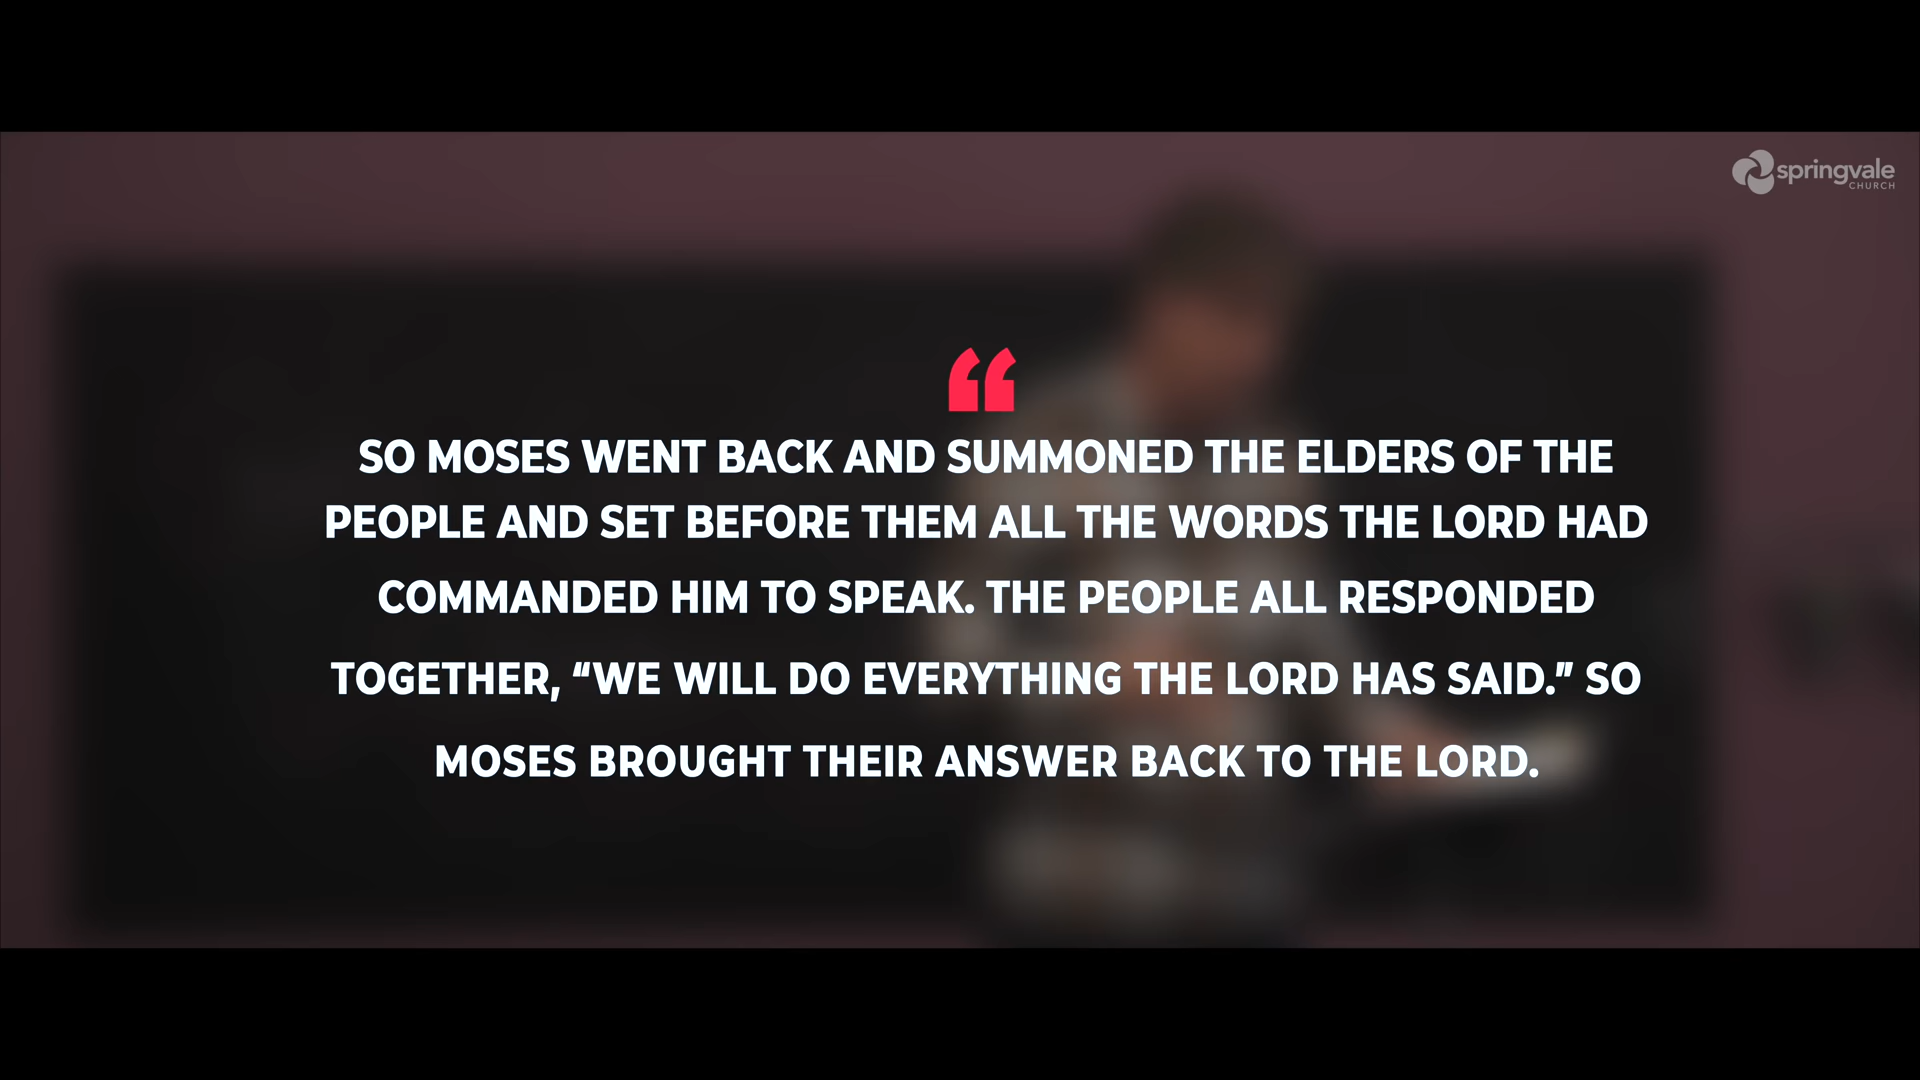 springvale
CHURCH
“
SO MOSES WENT BACK AND SUMMONED THE ELDERS OF THE
PEOPLE AND SET BEFORE THEM ALL THE WORDS THE LORD HAD
COMMANDED HIM TO SPEAK. THE PEOPLE ALL RESPONDED
TOGETHER, “WE WILL DO EVERYTHING THE LORD HAS SAID.” SO
MOSES BROUGHT THEIR ANSWER BACK TO THE LORD.